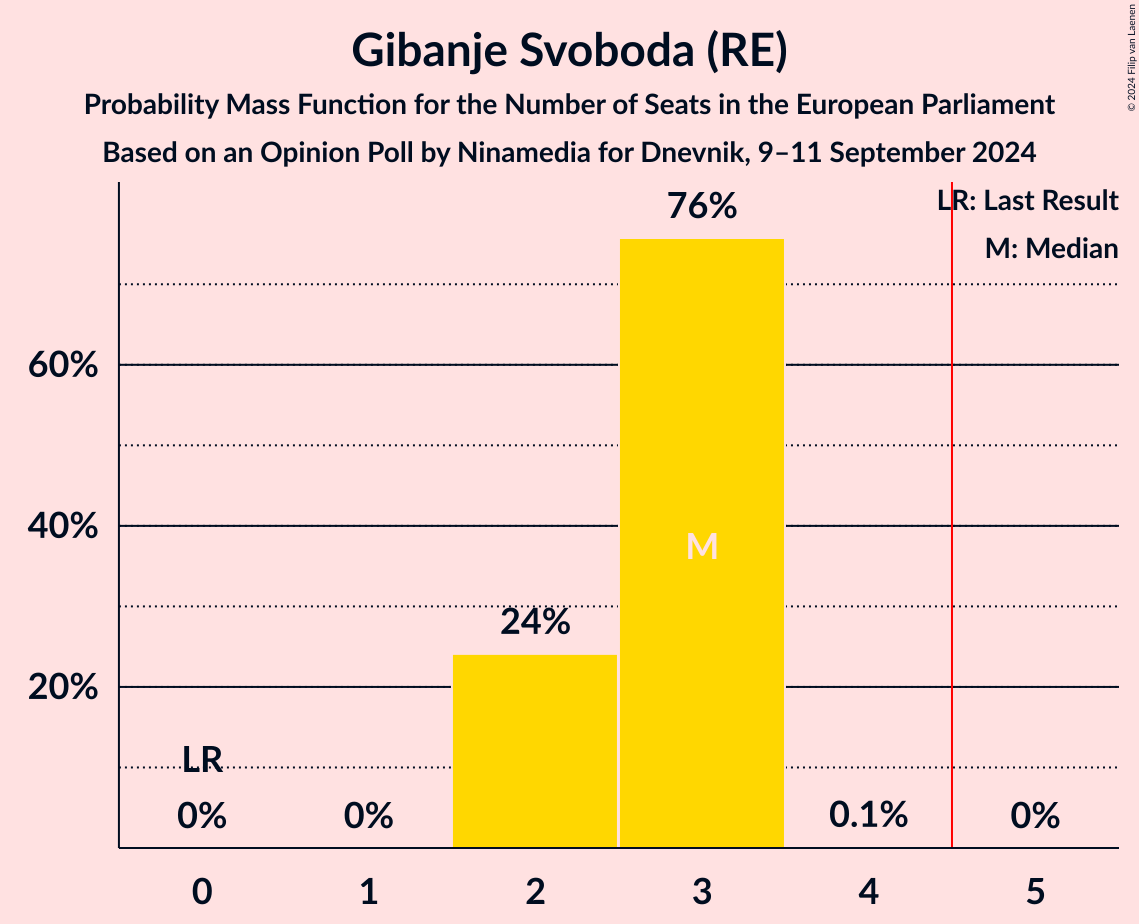 Gibanje Svoboda (RE)
Probability Mass Function for the Number of Seats in the European Parliament
Based on an Opinion Poll by Ninamedia for Dnevnik, 9–11 September 2024
© 2024 Filip van Laenen
LR: Last Result
M: Median
76%
60%
M
40%
24%
20%
LR
0%
0%
0.1%
0%
0
1
2
3
4
5